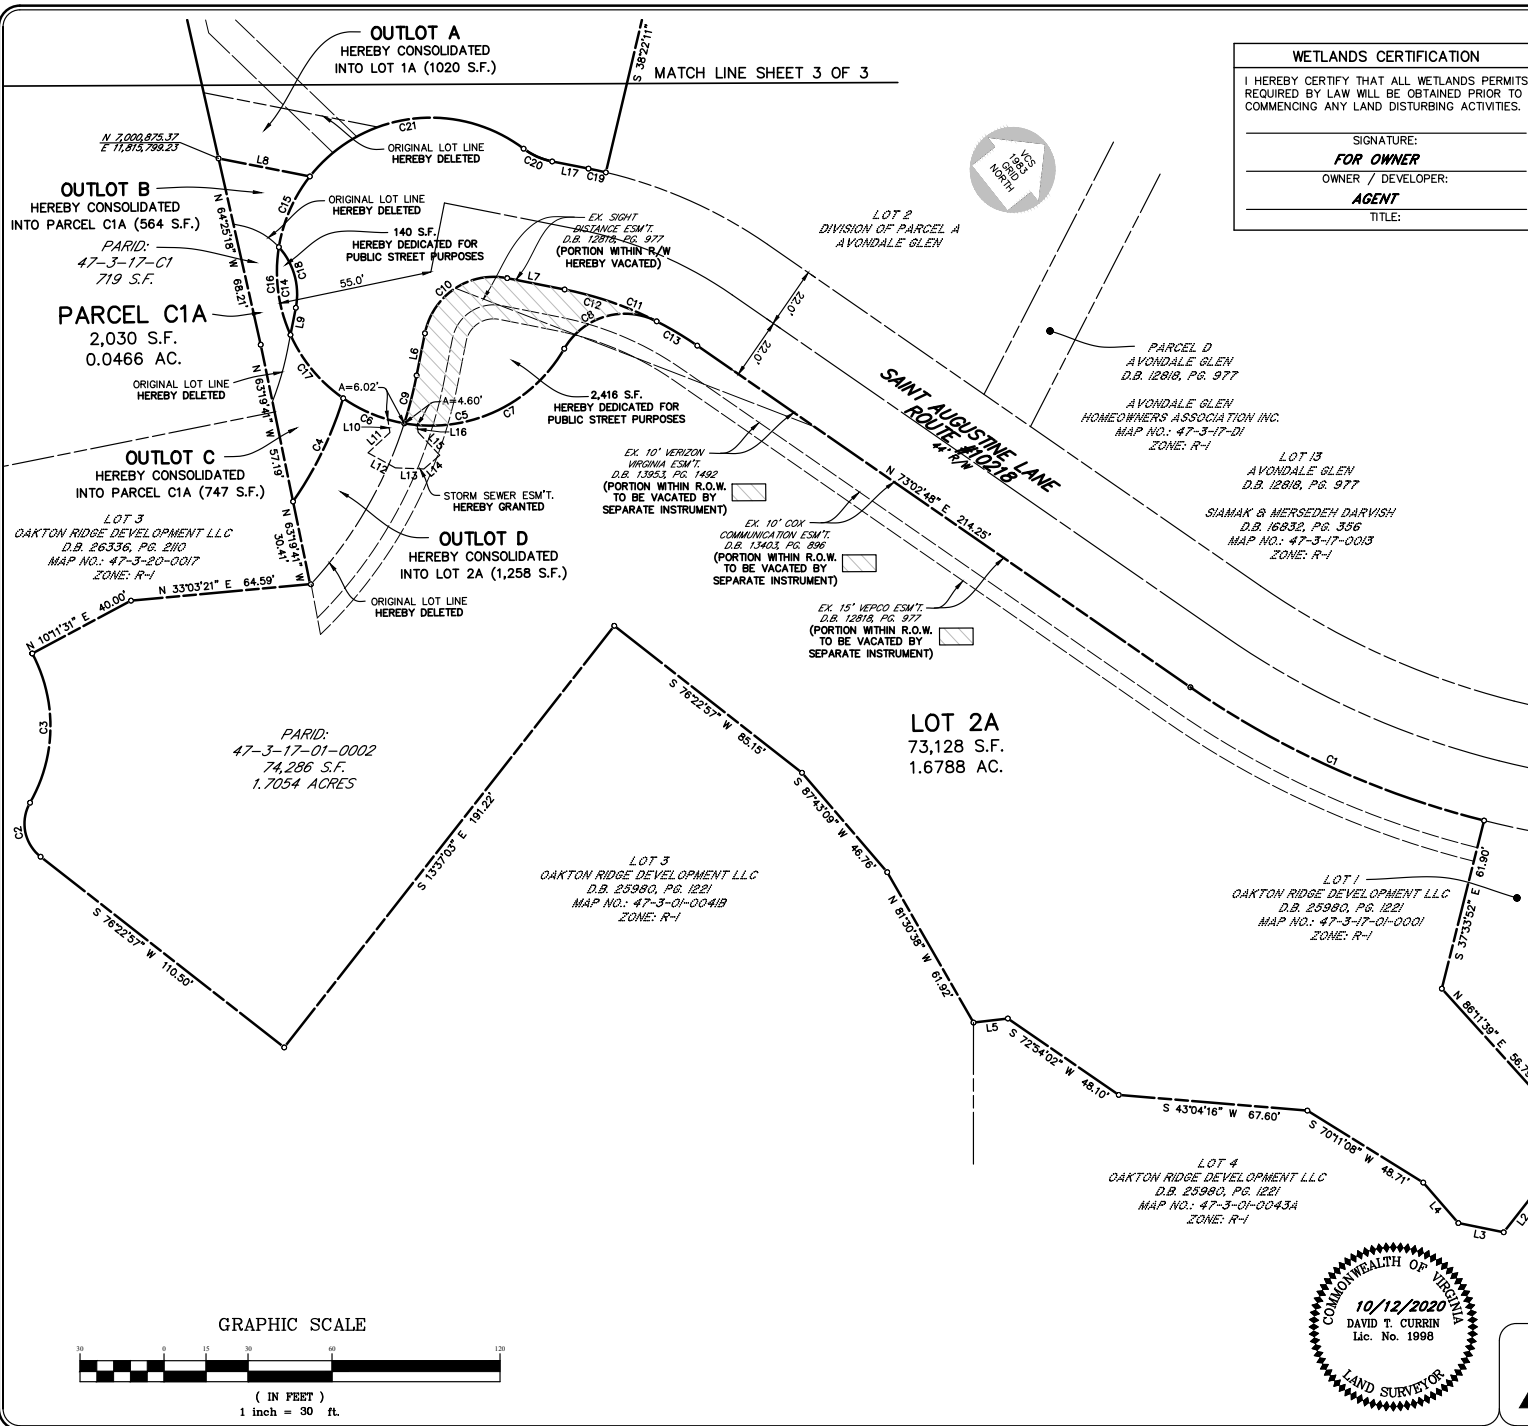 OUTLOT A
HEREBY CONSOLIDATED
INTO LOT 1A (1020 S.F.)
S 38°22'11"
MATCH LINE SHEET 3 OF 3
WETLANDS CERTIFICATION
I HEREBY CERTIFY THAT ALL WETLANDS PERMITS
REQUIRED BY LAW WILL BE OBTAINED PRIOR TO
COMMENCING ANY LAND DISTURBING ACTIVITIES.
SIGNATURE:
FOR OWNER
OWNER / DEVELOPER:
AGENT
TITLE:
N 7,000,875.37
E 11,815,799.23
L8
C21
ORIGINAL LOT LINE
HEREBY DELETED
C20
L17
C19
VCS
1983
GRID
NORTH
OUTLOT B
HEREBY CONSOLIDATED
INTO PARCEL C1A (564 S.F.)
C15
ORIGINAL LOT LINE
HEREBY DELETED
N 64°25'18" W 68.21'
PARID:
47-3-17-C1
719 S.F.
140 S.F.
HEREBY DEDICATED FOR
PUBLIC STREET PURPOSES
C18
C16
C14
55.0'
EX. SIGHT
DISTANCE ESM'T.
D.B. 12818, PG. 977
(PORTION WITHIN R/W
HEREBY VACATED)
LOT 2
DIVISION OF PARCEL A
AVONDALE GLEN
L7
C10
C12
C11
C8
C13
22.0'
22.0'
PARCEL C1A
2,030 S.F.
0.0466 AC.
L9
L6
ORIGINAL LOT LINE
HEREBY DELETED
C17
N 63°19'41" W 57.19'
A=6.02'
C9
A=4.60'
C6
C5
C7
2,416 S.F.
HEREBY DEDICATED FOR
PUBLIC STREET PURPOSES
L10
L11
L12
L13
L14
L15
L16
C4
PARCEL D
AVONDALE GLEN
D.B. 12818, PG. 977
AVONDALE GLEN
HOMEOWNERS ASSOCIATION INC.
MAP NO.: 47-3-17-D1
ZONE: R-1
SAINT AUGUSTINE LANE
ROUTE #10218
44' R/W
LOT 13
AVONDALE GLEN
D.B. 12818, PG. 977
SIAMAK & MERSEDEH DARVISH
D.B. 16832, PG. 356
MAP NO.: 47-3-17-0013
ZONE: R-1
OUTLOT C
HEREBY CONSOLIDATED
INTO PARCEL C1A (747 S.F.)
EX. 10' VERIZON
VIRGINIA ESM'T.
D.B. 13953, PG. 1492
(PORTION WITHIN R.O.W.
TO BE VACATED BY
SEPARATE INSTRUMENT)
N 73°02'48" E 214.25'
STORM SEWER ESM'T.
HEREBY GRANTED
LOT 3
OAKTON RIDGE DEVELOPMENT LLC
D.B. 26336, PG. 2110
MAP NO.: 47-3-20-0017
ZONE: R-1
N 63°19'41" W
30.41'
OUTLOT D
HEREBY CONSOLIDATED
INTO LOT 2A (1,258 S.F.)
EX. 10' COX
COMMUNICATION ESM'T.
D.B. 13403, PG. 896
(PORTION WITHIN R.O.W.
TO BE VACATED BY
SEPARATE INSTRUMENT)
N 33°03'21" E 64.59'
N 10°11'31" E 40.00'
ORIGINAL LOT LINE
HEREBY DELETED
EX. 15' VEPCO ESM'T.
D.B. 12818, PG. 977
(PORTION WITHIN R.O.W.
TO BE VACATED BY
SEPARATE INSTRUMENT)
C3
C2
PARID:
47-3-17-01-0002
74,286 S.F.
1.7054 ACRES
S 76°22'57" W 85.15'
LOT 2A
73,128 S.F.
1.6788 AC.
C1
S 13°37'03" E 191.22'
S 87°43'09" W 46.76'
LOT 3
OAKTON RIDGE DEVELOPMENT LLC
D.B. 25980, PG. 1221
MAP NO.: 47-3-01-0041B
ZONE: R-1
S 76°22'57" W 110.50'
N 81°30'38" W 61.92'
LOT 1
OAKTON RIDGE DEVELOPMENT LLC
D.B. 25980, PG. 1221
MAP NO.: 47-3-17-01-0001
ZONE: R-1
S 37°33'52" E 61.90'
N 86°11'39" E
L5
S 72°54'02" W 48.10'
S 43°04'16" W 67.60'
S 70°11'08" W 48.71'
LOT 4
OAKTON RIDGE DEVELOPMENT LLC
D.B. 25980, PG. 1221
MAP NO.: 47-3-01-0043A
ZONE: R-1
L4
L3
L2
COMMONWEALTH OF VIRGINIA
10/12/2020
DAVID T. CURRIN
Lic. No. 1998
LAND SURVEYOR
GRAPHIC SCALE
30 0 15 30 60 120
( IN FEET )
1 inch = 30 ft.